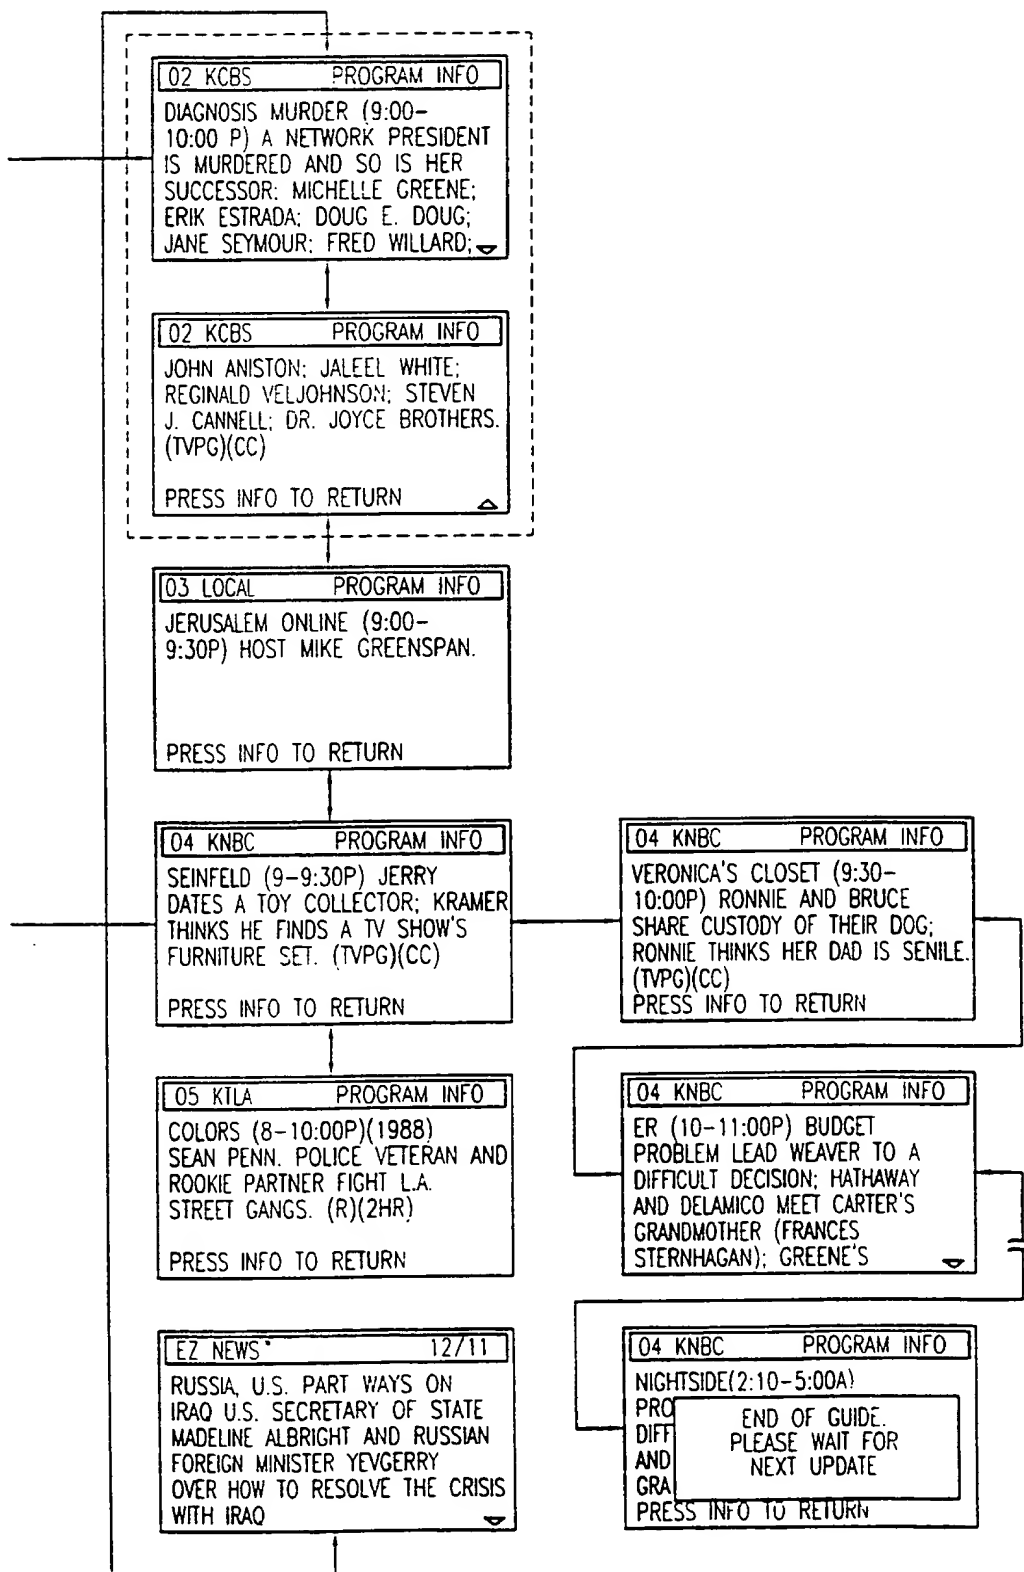 02 KCBS PROGRAM INFO
DIAGNOSIS MURDER (9:00-
10:00 P) A NETWORK PRESIDENT
IS MURDERED AND SO IS HER
SUCCESSOR: MICHELLE GREENE;
ERIK ESTRADA; DOUG E. DOUG;
JANE SEYMOUR; FRED WILLARD;
02 KCBS PROGRAM INFO
JOHN ANISTON; JALEEL WHITE;
REGINALD VELJOHNSON; STEVEN
J. CANNELL; DR. JOYCE BROTHERS.
(TVPG)(CC)
PRESS INFO TO RETURN
03 LOCAL PROGRAM INFO
JERUSALEM ONLINE (9:00-
9:30P) HOST MIKE GREENSPAN.
PRESS INFO TO RETURN
04 KNBC PROGRAM INFO
SEINFELD (9-9:30P) JERRY
DATES A TOY COLLECTOR; KRAMER
THINKS HE FINDS A TV SHOW'S
FURNITURE SET. (TVPG)(CC)
PRESS INFO TO RETURN
04 KNBC PROGRAM INFO
VERONICA'S CLOSET (9:30-
10:00P) RONNIE AND BRUCE
SHARE CUSTODY OF THEIR DOG;
RONNIE THINKS HER DAD IS SENILE.
(TVPG)(CC)
PRESS INFO TO RETURN
05 KTLA PROGRAM INFO
COLORS (8-10:00P)(1988)
SEAN PENN. POLICE VETERAN AND
ROOKIE PARTNER FIGHT L.A.
STREET GANGS. (R)(2HR)
PRESS INFO TO RETURN
04 KNBC PROGRAM INFO
ER (10-11:00P) BUDGET
PROBLEM LEAD WEAVER TO A
DIFFICULT DECISION; HATHAWAY
AND DELAMICO MEET CARTER'S
GRANDMOTHER (FRANCES
STERNHAGAN); GREENE'S
EZ NEWS 12/11
RUSSIA, U.S. PART WAYS ON
IRAQ U.S. SECRETARY OF STATE
MADELINE ALBRIGHT AND RUSSIAN
FOREIGN MINISTER YEVGERRY
OVER HOW TO RESOLVE THE CRISIS
WITH IRAQ
04 KNBC PROGRAM INFO
NIGHTSIDE(2:10-5:00A)
PRO
DIFF
AND
GRA
END OF GUIDE.
PLEASE WAIT FOR
NEXT UPDATE
PRESS INFO TO RETURN